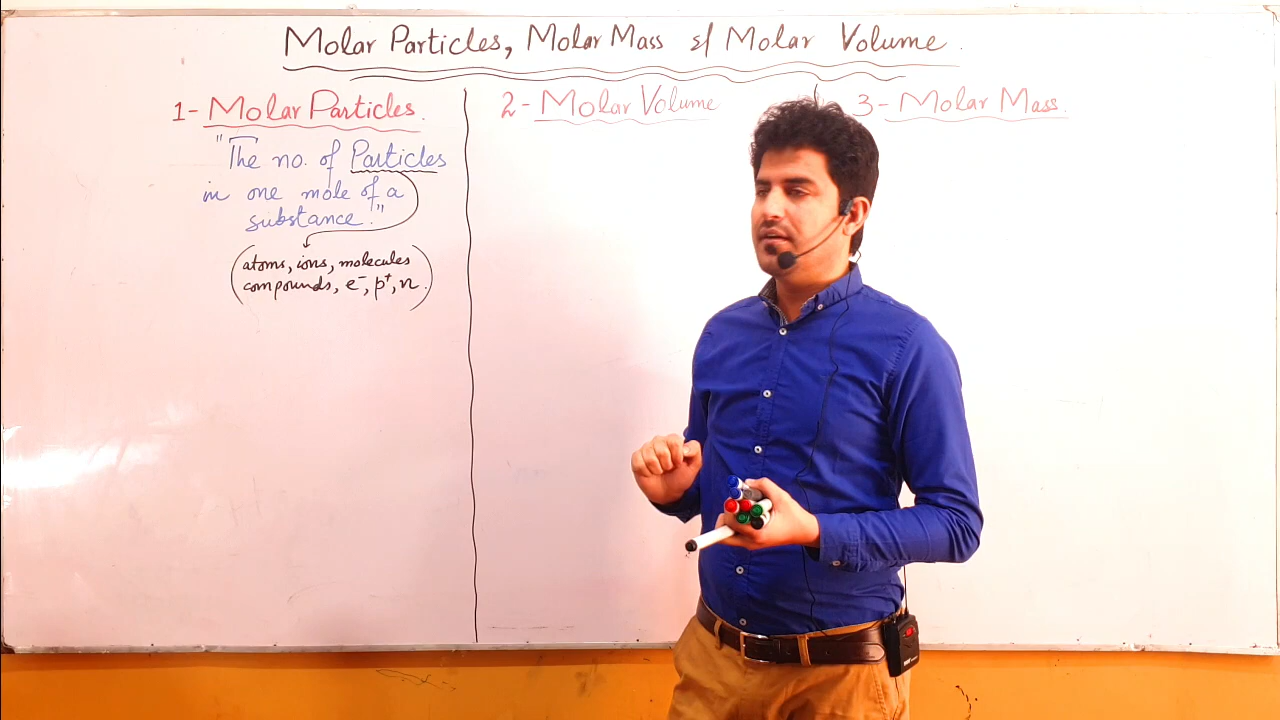 Molar Particles, Molar Mass & Molar Volume.
1- Molar Particles.
"The no. of Particles
in one mole of a
substance."
(atoms, ions, molecules
compounds, e⁻, p⁺, n.)
2- Molar Volume
3- Molar Mass.